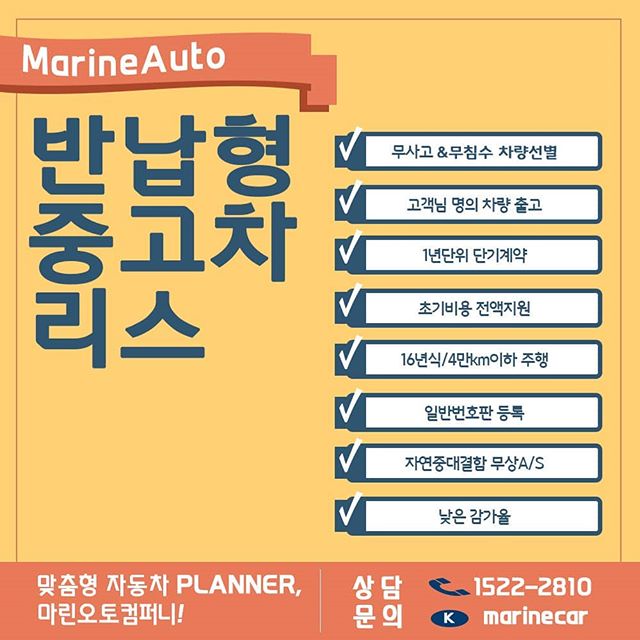 MarineAuto
반납형
중고차
리스
무사고 &무침수 차량선별
고객님 명의 차량 출고
1년단위 단기계약
초기비용 전액지원
16년식/4만km이하 주행
일반번호판 등록
자연중대결함 무상A/S
낮은 감가율
맞춤형 자동차 PLANNER,
마린오토컴퍼니!
상담
문의
1522-2810
K marinecar